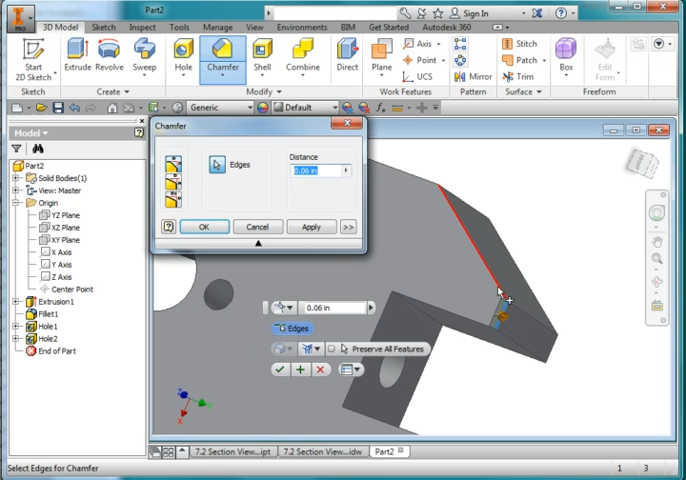 PRO
Part2
Sign In
3D Model Sketch Inspect Tools Manage View Environments BIM Get Started Autodesk 360
Start
2D Sketch
Extrude
Revolve
Sweep
Hole
Chamfer
Shell
Combine
Direct
Plane
Axis
Point
UCS
Mirror
Stitch
Patch
Trim
Box
Edit
Form
Sketch
Create
Modify
Work Features
Pattern
Surface
Freeform
Generic
Default
Model
Part2
Solid Bodies(1)
View: Master
Origin
YZ Plane
XZ Plane
XY Plane
X Axis
Y Axis
Z Axis
Center Point
Extrusion1
Fillet1
Hole1
Hole2
End of Part
Chamfer
Edges
Distance
0.06 in
OK
Cancel
Apply
>>
0.06 in
Edges
Preserve All Features
Z
Y
X
7.2 Section View...ipt
7.2 Section View...idw
Part2
Select Edges for Chamfer
1
3